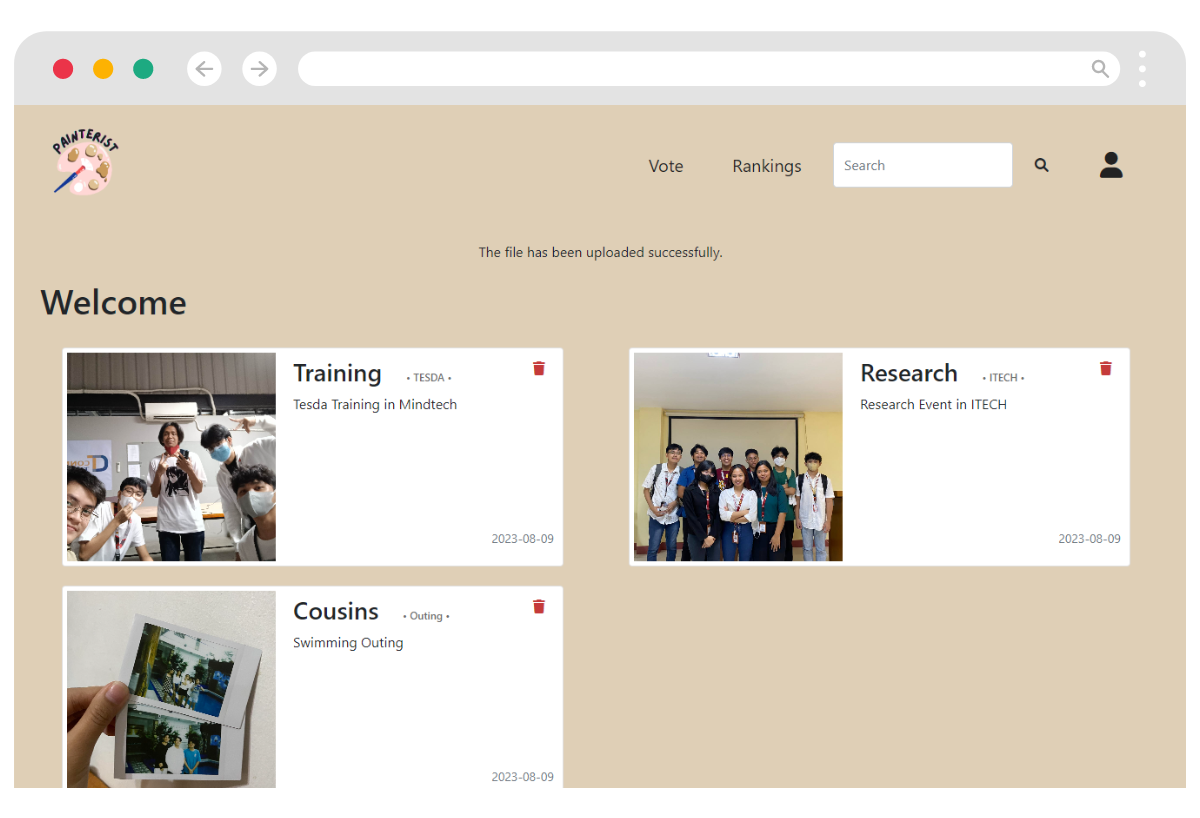 PAINTERIST
Vote Rankings Search
The file has been uploaded successfully.
Welcome
Training • TESDA •
Tesda Training in Mindtech
2023-08-09
Research • ITECH •
Research Event in ITECH
2023-08-09
Cousins • Outing •
Swimming Outing
2023-08-09